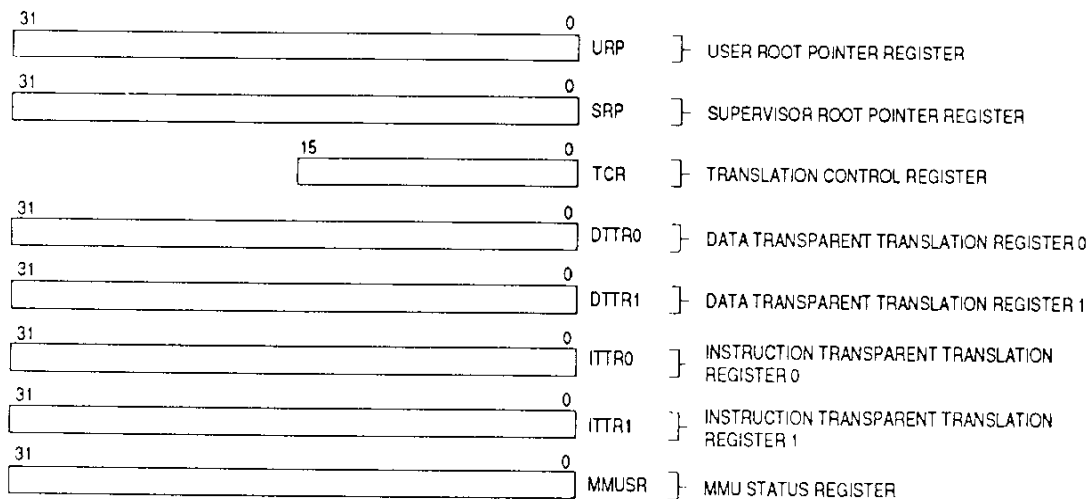 31 0
URP USER ROOT POINTER REGISTER
31 0
SRP SUPERVISOR ROOT POINTER REGISTER
15 0
TCR TRANSLATION CONTROL REGISTER
31 0
DTTR0 DATA TRANSPARENT TRANSLATION REGISTER 0
31 0
DTTR1 DATA TRANSPARENT TRANSLATION REGISTER 1
31 0
ITTR0 INSTRUCTION TRANSPARENT TRANSLATION
REGISTER 0
31 0
ITTR1 INSTRUCTION TRANSPARENT TRANSLATION
REGISTER 1
31 0
MMUSR MMU STATUS REGISTER